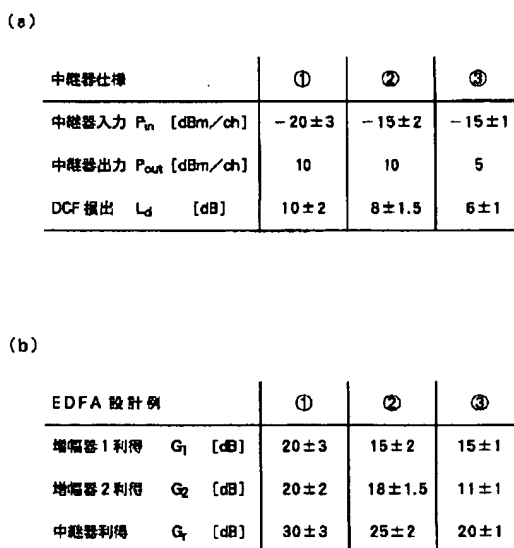 (a)
中継器仕様 ① ② ③
中継器入力 Pin [dBm/ch] -20±3 -15±2 -15±1
中継器出力 Pout [dBm/ch] 10 10 5
DCF 損出 Ld [dB] 10±2 8±1.5 6±1
(b)
EDFA 設計例 ① ② ③
増幅器1利得 G1 [dB] 20±3 15±2 15±1
増幅器2利得 G2 [dB] 20±2 18±1.5 11±1
中継器利得 Gr [dB] 30±3 25±2 20±1